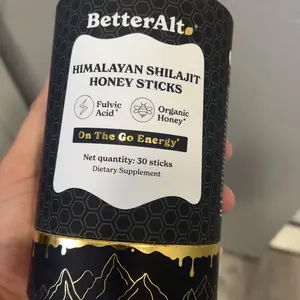 BetterAlt
HIMALAYAN SHILAJIT
HONEY STICKS
Fulvic
Acid*
Organic
Honey*
On The Go Energy*
Net quantity: 30 sticks
Dietary Supplement